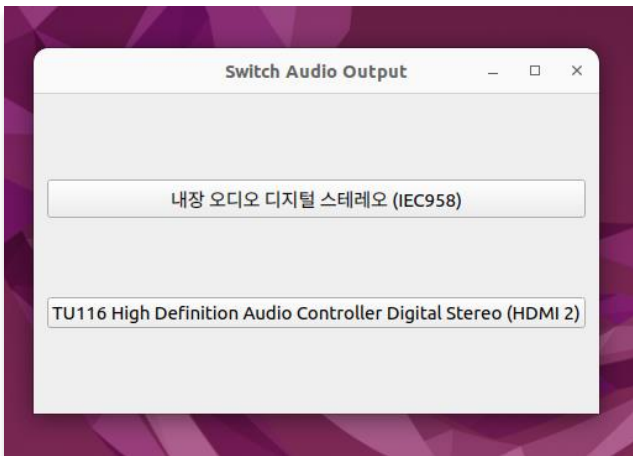 Switch Audio Output
내장 오디오 디지털 스테레오 (IEC958)
TU116 High Definition Audio Controller Digital Stereo (HDMI 2)